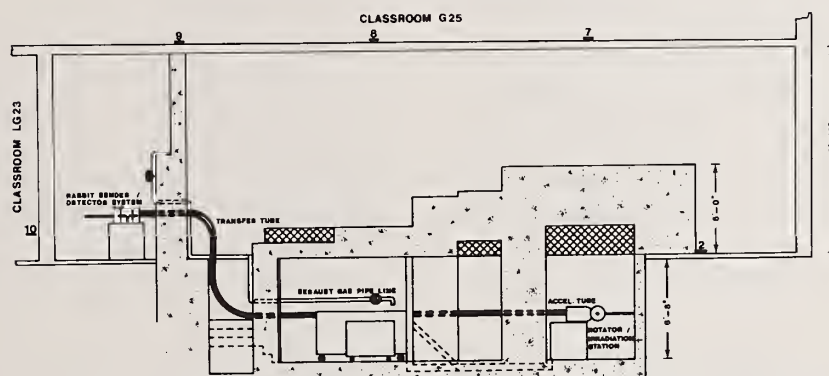 CLASSROOM G25
9
8
7
CLASSROOM LG23
RABBIT SENDER /
DETECTOR SYSTEM
TRANSFER TUBE
10
2
6'-0"
EXHAUST GAS PIPE LINE
ACCEL. TUBE
ROTATOR /
IRRADIATION
STATION
6'-8"